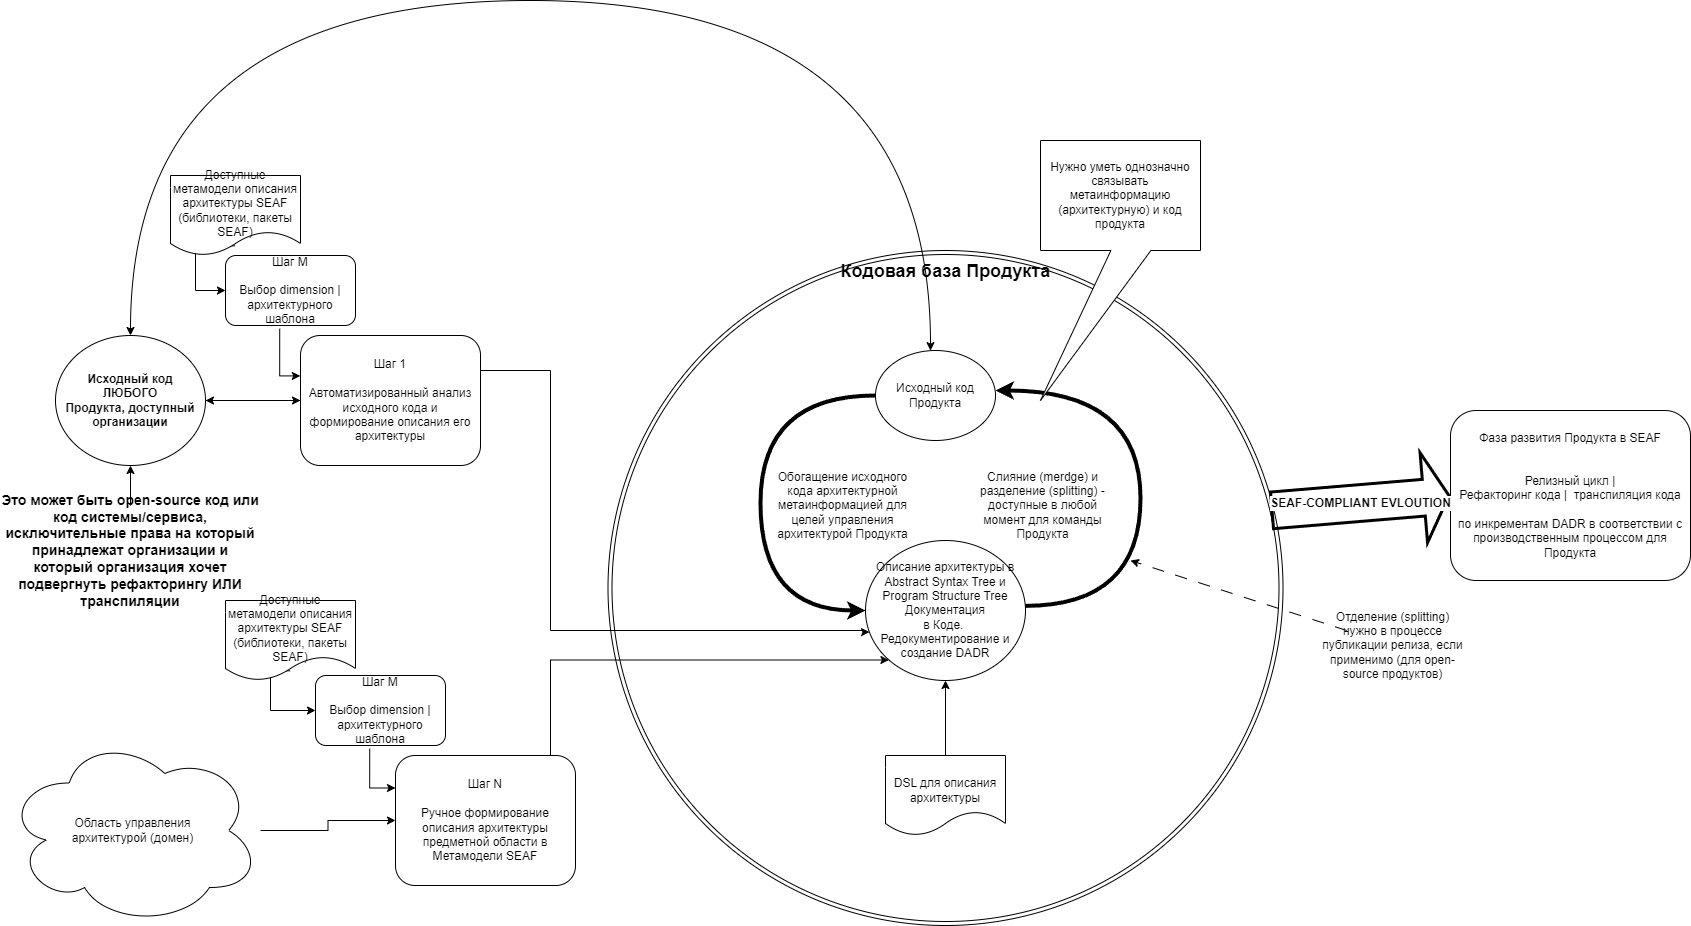 Доступные
метамодели описания
архитектуры SEAF
(библиотеки, пакеты
SEAF)
Шаг M
Выбор dimension |
архитектурного
шаблона
Шаг 1
Автоматизированный анализ
исходного кода и
формирование описания его
архитектуры
Исходный код
ЛЮБОГО
Продукта, доступный
организации
Это может быть open-source код или
код системы/сервиса,
исключительные права на который
принадлежат организации и
который организация хочет
подвергнуть рефакторингу ИЛИ
транспиляции
Доступные
метамодели описания
архитектуры SEAF
(библиотеки, пакеты
SEAF)
Шаг M
Выбор dimension |
архитектурного
шаблона
Шаг N
Ручное формирование
описания архитектуры
предметной области в
Метамодели SEAF
Область управления
архитектурой (домен)
Нужно уметь однозначно
связывать
метаинформацию
(архитектурную) и код
продукта
Кодовая база Продукта
Исходный код
Продукта
Обогащение исходного
кода архитектурной
метаинформацией для
целей управления
архитектурой Продукта
Слияние (merdge) и
разделение (splitting) -
доступные в любой
момент для команды
Продукта
Описание архитектуры в
Abstract Syntax Tree и
Program Structure Tree
Документация
в Коде.
Редокументирование и
создание DADR
DSL для описания
архитектуры
SEAF-COMPLIANT EVLOUTION
Фаза развития Продукта в SEAF
Релизный цикл |
Рефакторинг кода | транспиляция кода
по инкрементам DADR в соответствии с
производственным процессом для
Продукта
Отделение (splitting)
нужно в процессе
публикации релиза, если
применимо (для open-
source продуктов)